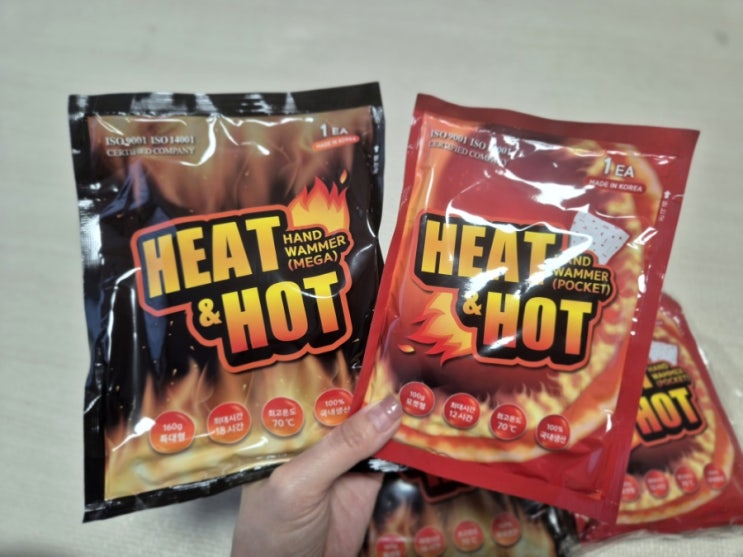 ISO 9001 ISO 14001
CERTIFIED COMPANY
1 EA
MADE IN KOREA
HEAT
& HOT
HAND
WAMMER
(MEGA)
160g
특대형
최대시간
18시간
최고온도
70℃
100%
국내생산
ISO 9001 ISO 14001
CERTIFIED COMPANY
1 EA
MADE IN KOREA
HEAT
& HOT
HAND
WAMMER
(POCKET)
100g
포켓형
최대시간
12시간
최고온도
70℃
100%
국내생산
HAND
WAMMER
(POCKET)
HOT